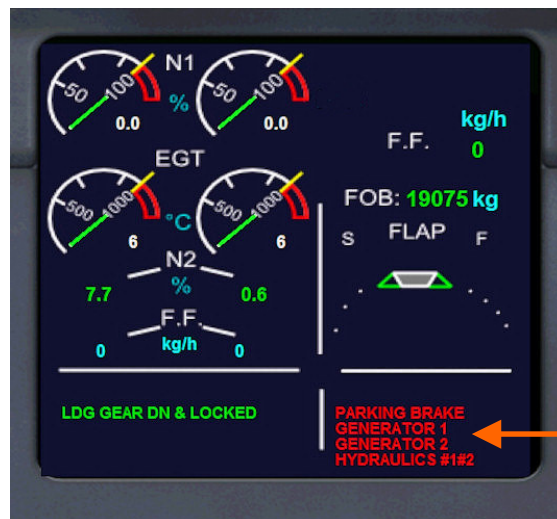 N1
50 100
50 100
%
0.0
0.0
kg/h
F.F.
0
EGT
500 1000
500 1000
°C
6
6
FOB: 19075 kg
S FLAP F
N2
7.7
%
0.6
F.F.
0
kg/h
0
LDG GEAR DN & LOCKED
PARKING BRAKE
GENERATOR 1
GENERATOR 2
HYDRAULICS #1#2